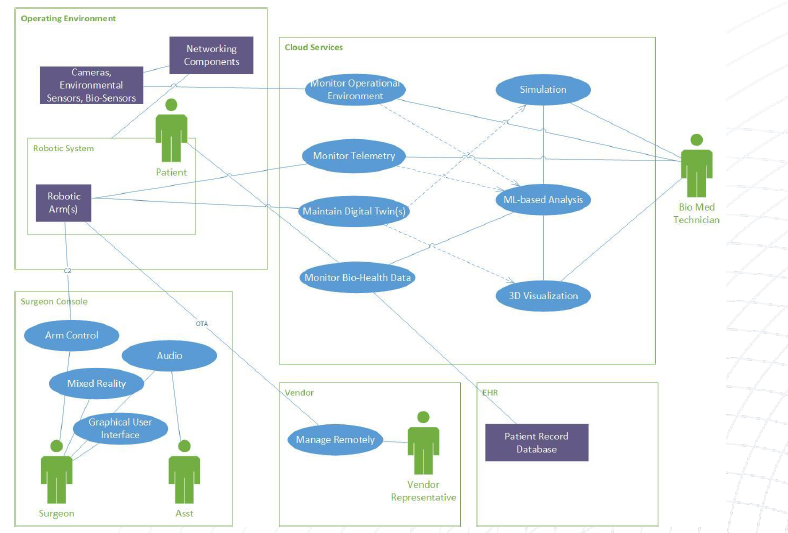 Operating Environment
Networking
Components
Cameras,
Environmental
Sensors, Bio-Sensors
Patient
Robotic System
Robotic
Arm(s)
C2
Cloud Services
Monitor Operational
Environment
Simulation
Monitor Telemetry
ML-based Analysis
Maintain Digital Twin(s)
Monitor Bio-Health Data
3D Visualization
Bio Med
Technician
Surgeon Console
Arm Control
Audio
Mixed Reality
Graphical User
Interface
Surgeon
Asst
OTA
Vendor
Manage Remotely
Vendor
Representative
EHR
Patient Record
Database